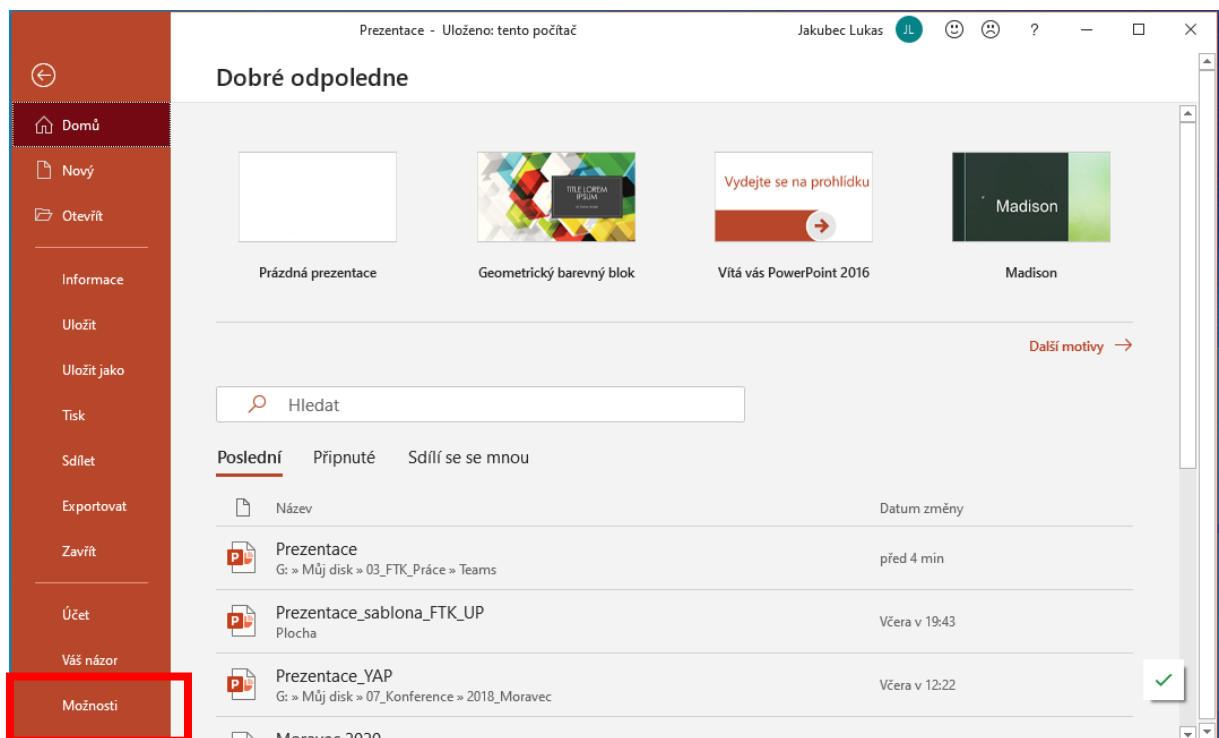 Prezentace - Uloženo: tento počítač
Jakubec Lukas
JL
?
Dobré odpoledne
Domů
Nový
Otevřít
Informace
Uložit
Uložit jako
Tisk
Sdílet
Exportovat
Zavřít
Účet
Váš názor
Možnosti
TITLE LOREM
IPSUM
Vydejte se na prohlídku
Madison
Prázdná prezentace
Geometrický barevný blok
Vítá vás PowerPoint 2016
Madison
Další motivy
Hledat
Poslední Připnuté Sdílí se se mnou
Název Datum změny
Prezentace
G: » Můj disk » 03_FTK_Práce » Teams
před 4 min
Prezentace_sablona_FTK_UP
Plocha
Včera v 19:43
Prezentace_YAP
G: » Můj disk » 07_Konference » 2018_Moravec
Včera v 12:22
Moravec 2020